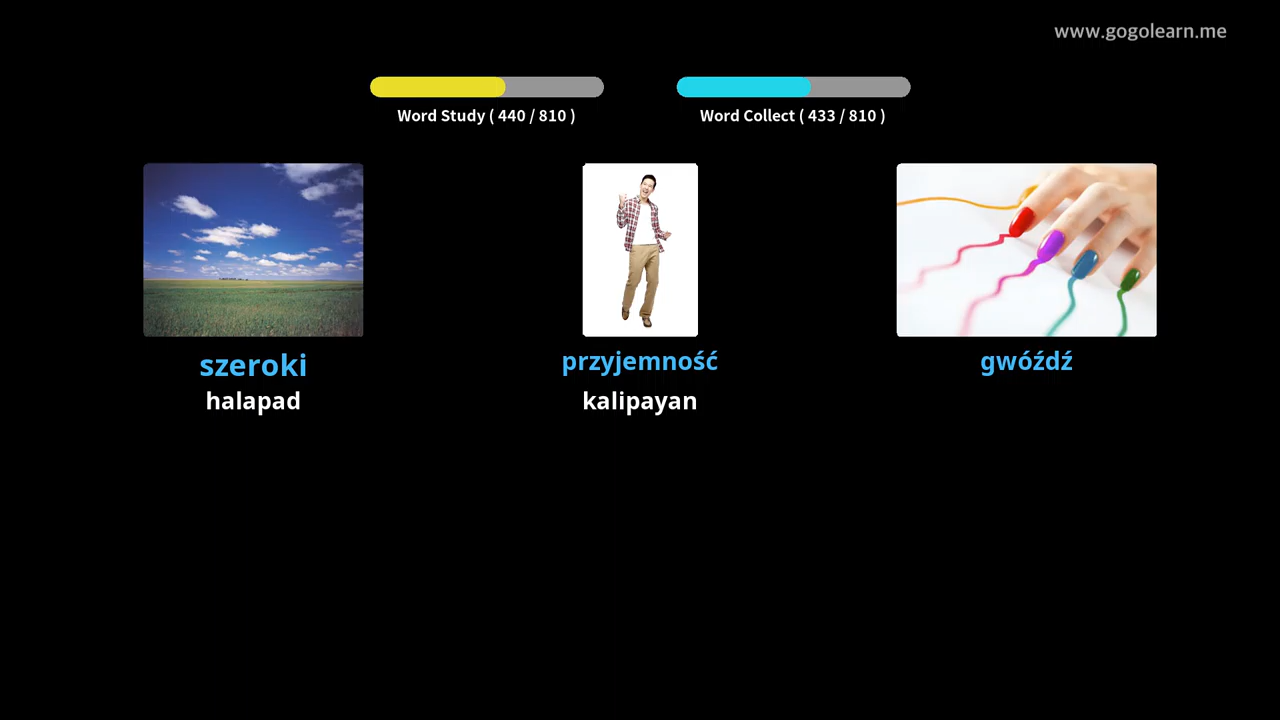 www.gogolearn.me
Word Study ( 440 / 810 )
Word Collect ( 433 / 810 )
szeroki
halapad
przyjemność
kalipayan
gwóźdź